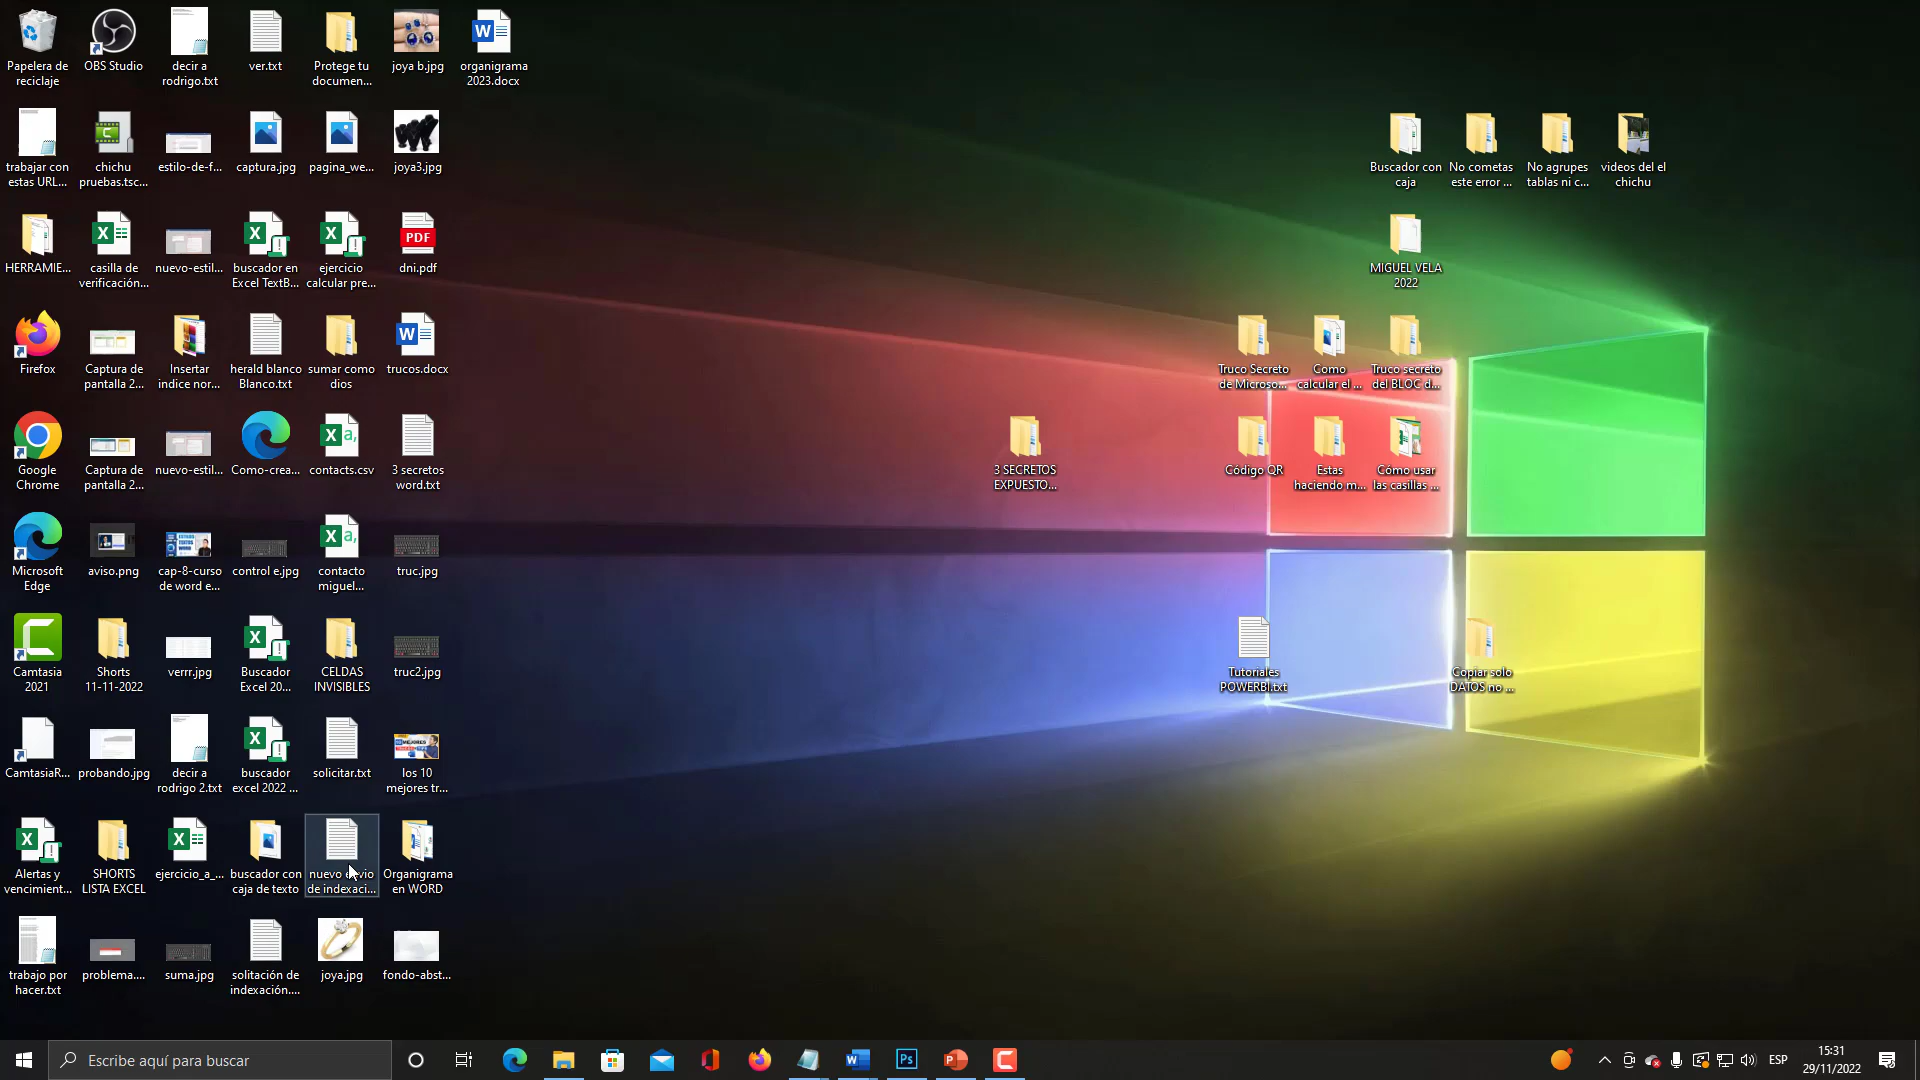 Papelera de
reciclaje
OBS Studio
decir a
rodrigo.txt
ver.txt
Protege tu
documen...
joya b.jpg
organigrama
2023.docx
trabajar con
estas URL...
chichu
pruebas.tsc...
estilo-de-f...
captura.jpg
pagina_we...
joya3.jpg
HERRAMIE...
casilla de
verificación...
nuevo-estil...
buscador en
Excel TextB...
ejercicio
calcular pre...
PDF
dni.pdf
Firefox
Captura de
pantalla 2...
Insertar
indice nor...
herald blanco
Blanco.txt
sumar como
dios
trucos.docx
Google
Chrome
Captura de
pantalla 2...
nuevo-estil...
Como-crea...
contacts.csv
3 secretos
word.txt
Microsoft
Edge
aviso.png
cap-8-curso
de word e...
control e.jpg
contacto
miguel...
truc.jpg
Camtasia
2021
Shorts
11-11-2022
verrr.jpg
Buscador
Excel 20...
CELDAS
INVISIBLES
truc2.jpg
CamtasiaR...
probando.jpg
decir a
rodrigo 2.txt
buscador
excel 2022 ...
solicitar.txt
los 10
mejores tr...
Alertas y
vencimient...
SHORTS
LISTA EXCEL
ejercicio_a_...
buscador con
caja de texto
nuevo envio
de indexaci...
Organigrama
en WORD
trabajo por
hacer.txt
problema....
suma.jpg
solitación de
indexación....
joya.jpg
fondo-abst...
Buscador con
caja
No cometas
este error ...
No agrupes
tablas ni c...
videos del el
chichu
MIGUEL VELA
2022
Truco Secreto
de Microso...
Como
calcular el ...
Truco secreto
del BLOC d...
3 SECRETOS
EXPUESTO...
Código QR
Estas
haciendo m...
Cómo usar
las casillas ...
Tutoriales
POWERBI.txt
Copiar solo
DATOS no ...
Escribe aquí para buscar
ESP
15:31
29/11/2022